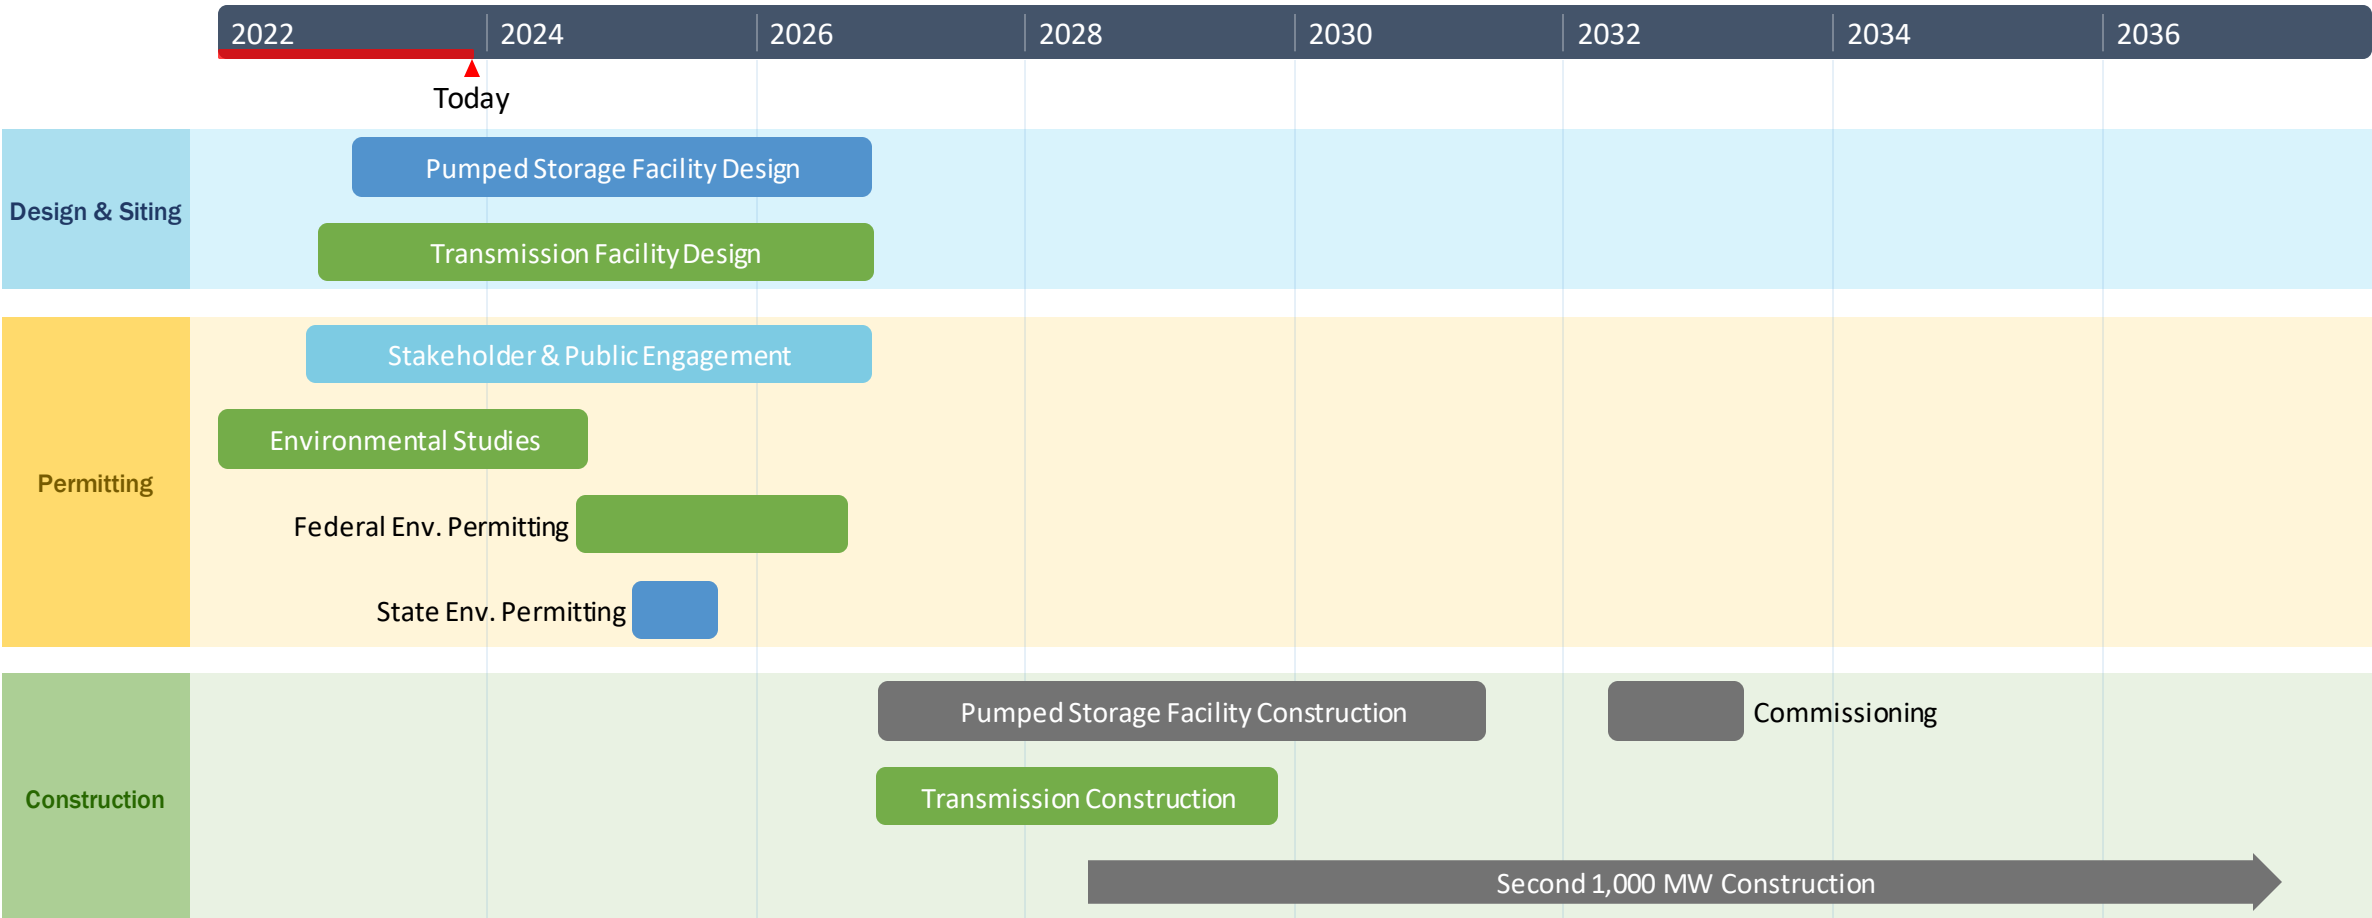 2022 2024 2026 2028 2030 2032 2034 2036
Today
Design & Siting
Pumped Storage Facility Design
Transmission Facility Design
Permitting
Stakeholder & Public Engagement
Environmental Studies
Federal Env. Permitting
State Env. Permitting
Construction
Pumped Storage Facility Construction
Commissioning
Transmission Construction
Second 1,000 MW Construction